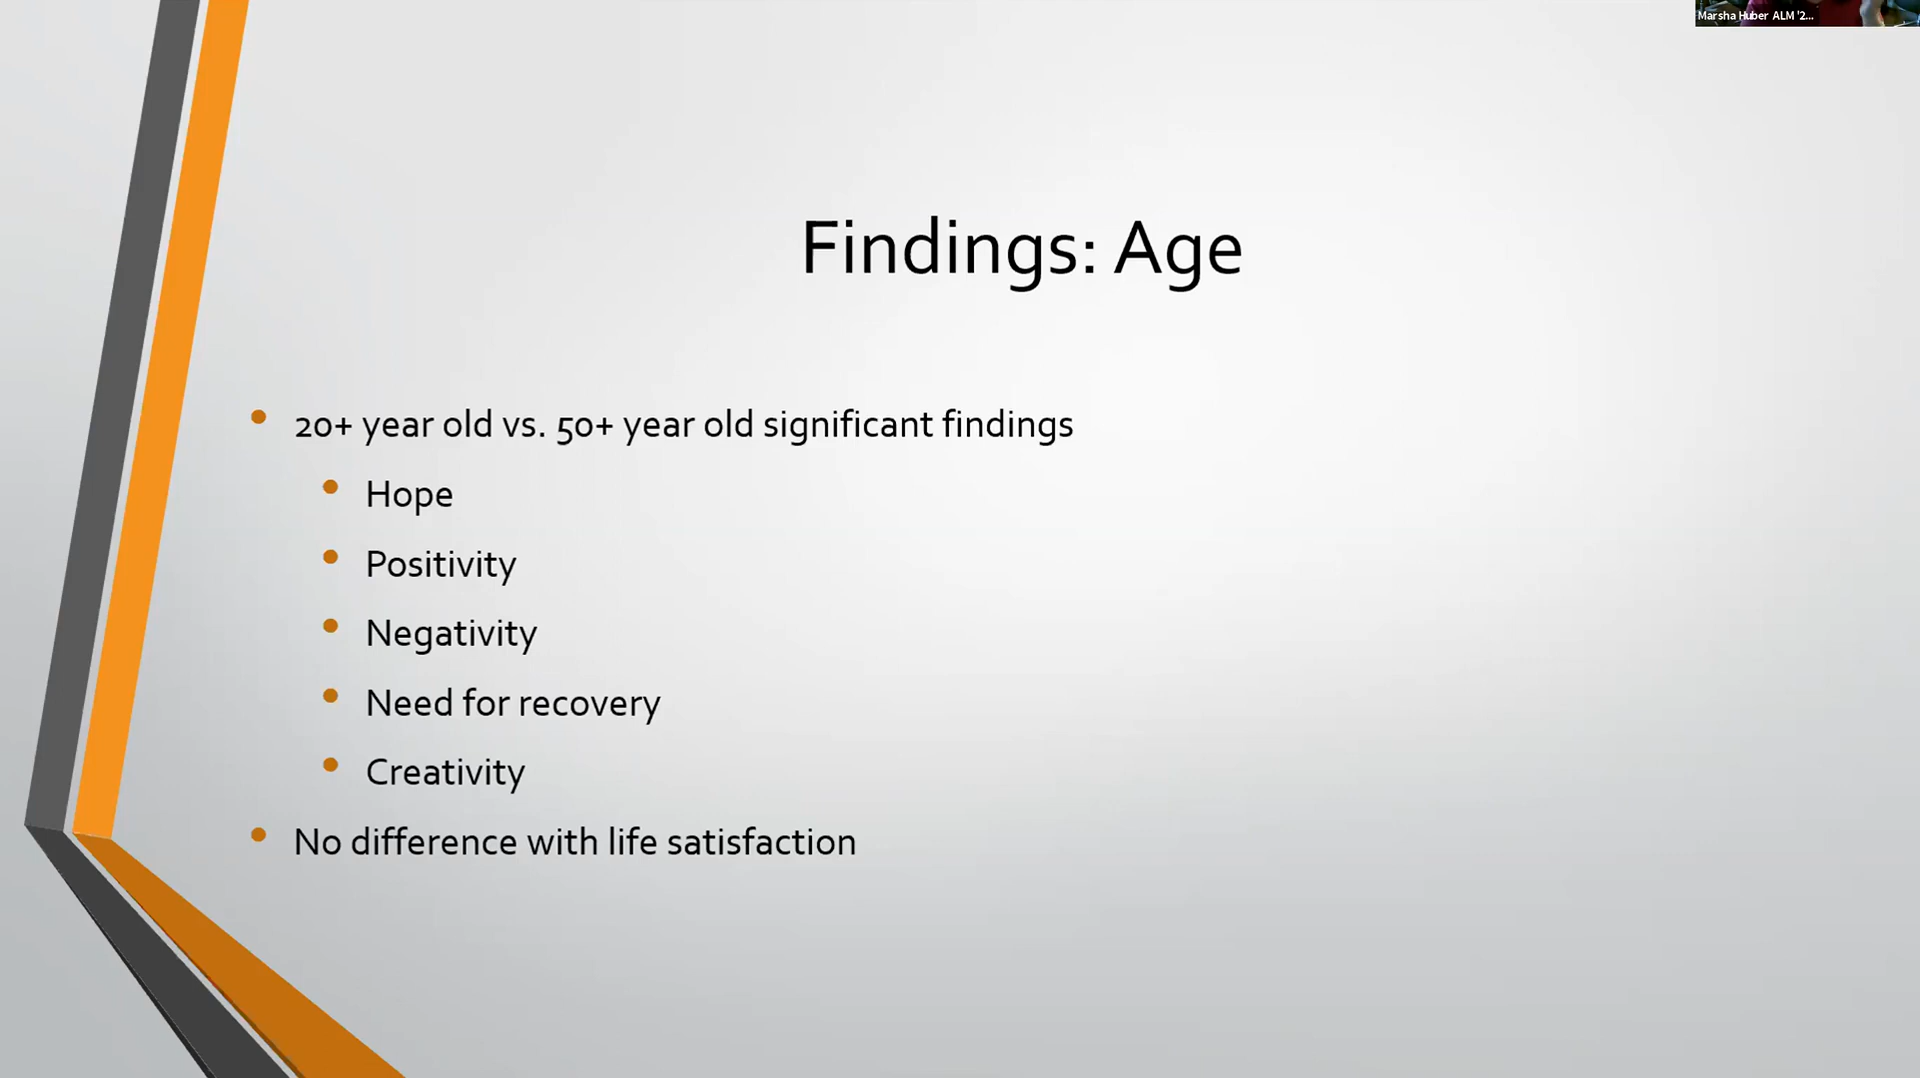 Marsha Huber ALM '2...
Findings: Age
20+ year old vs. 50+ year old significant findings
Hope
Positivity
Negativity
Need for recovery
Creativity
No difference with life satisfaction